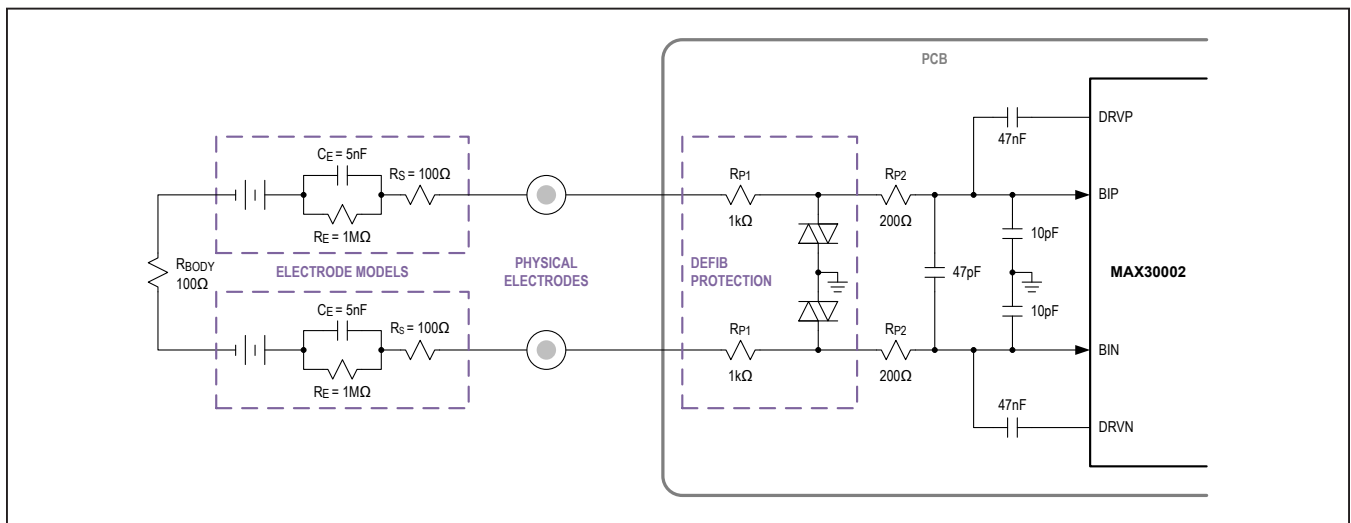 PCB
DRVP
47nF
CE = 5nF
RS = 100Ω
RP1
RP2
BIP
1kΩ
200Ω
10pF
RE = 1MΩ
RBODY
100Ω
ELECTRODE MODELS
PHYSICAL
ELECTRODES
DEFIB
PROTECTION
47pF
MAX30002
CE = 5nF
RS = 100Ω
10pF
RP1
RP2
BIN
1kΩ
200Ω
RE = 1MΩ
47nF
DRVN